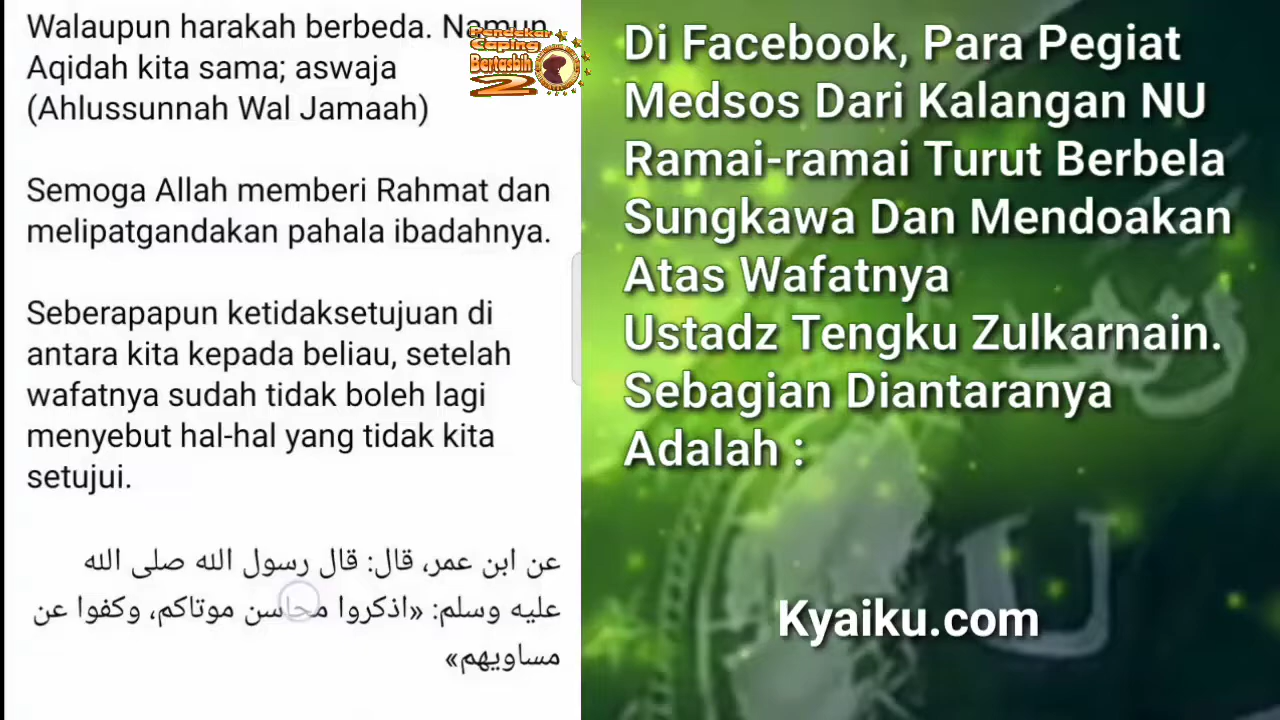 Walaupun harakah berbeda. Namun
Aqidah kita sama; aswaja
(Ahlussunnah Wal Jamaah)
Semoga Allah memberi Rahmat dan
melipatgandakan pahala ibadahnya.
Seberapapun ketidaksetujuan di
antara kita kepada beliau, setelah
wafatnya sudah tidak boleh lagi
menyebut hal-hal yang tidak kita
setujui.
عن ابن عمر، قال: قال رسول الله صلى الله
عليه وسلم: «اذكروا محاسن موتاكم، وكفوا عن
مساويهم»
Pendekar
Caping
Bertasbih
2
Di Facebook, Para Pegiat
Medsos Dari Kalangan NU
Ramai-ramai Turut Berbela
Sungkawa Dan Mendoakan
Atas Wafatnya
Ustadz Tengku Zulkarnain.
Sebagian Diantaranya
Adalah :
Kyaiku.com
U